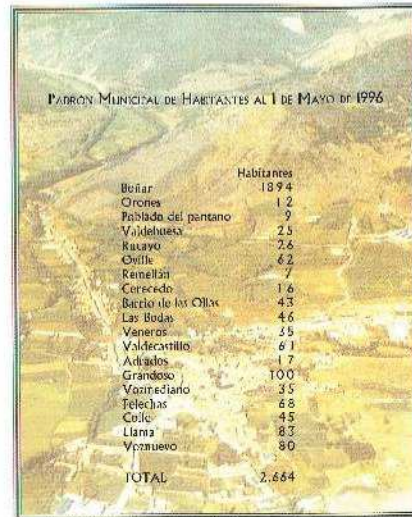 PADRON MUNICIPAL DE HABITANTES AL 1 DE MAYO DE 1996
Habitantes
Boñar 1894
Orones 12
Poblado del pantano 9
Valdehuesa 25
Rucayo 26
Oville 62
Remellán 7
Cerecedo 16
Barrio de las Ollas 43
Las Bodas 46
Veneros 35
Valdecastillo 61
Adrados 17
Grandoso 100
Vozmediano 35
Felechas 68
Colle 45
Llama 83
Voznuevo 80
TOTAL 2.664